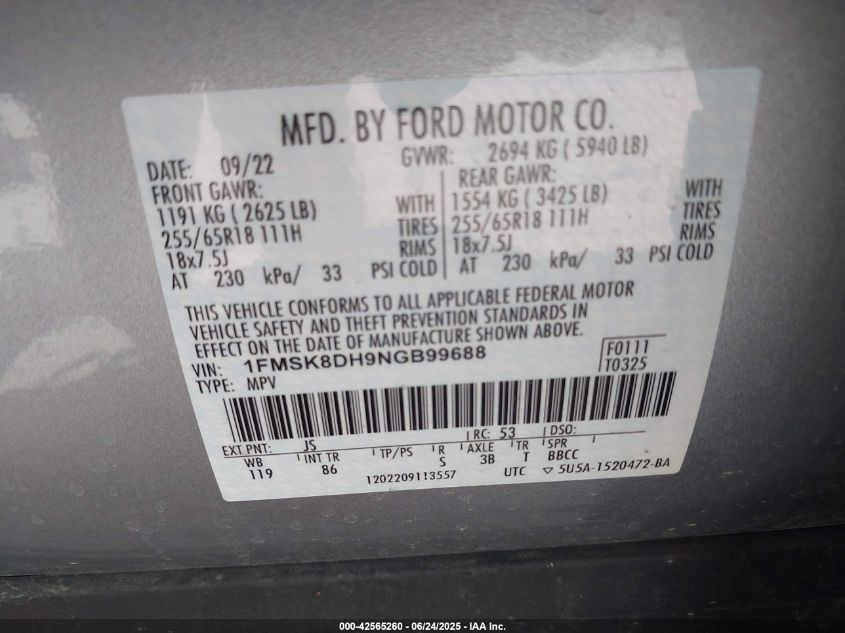 MFD. BY FORD MOTOR CO.
DATE: 09/22 GVWR: 2694 KG ( 5940 LB)
FRONT GAWR: REAR GAWR:
1191 KG ( 2625 LB) WITH 1554 KG ( 3425 LB) WITH
255/65R18 111H TIRES 255/65R18 111H TIRES
18x7.5J RIMS 18x7.5J RIMS
AT 230 kPa/ 33 PSI COLD AT 230 kPa/ 33 PSI COLD
THIS VEHICLE CONFORMS TO ALL APPLICABLE FEDERAL MOTOR
VEHICLE SAFETY AND THEFT PREVENTION STANDARDS IN
EFFECT ON THE DATE OF MANUFACTURE SHOWN ABOVE.
VIN: 1FMSK8DH9NGB99688 F0111
TYPE: MPV T0325
EXT PNT: JS RC: 53 DSO:
WB INT TR TP/PS R AXLE TR SPR
119 86 S 3B T BBCC
1202209113557 UTC ▽ 5U5A-1520472-BA
000-42565260 - 06/24/2025 - IAA Inc.